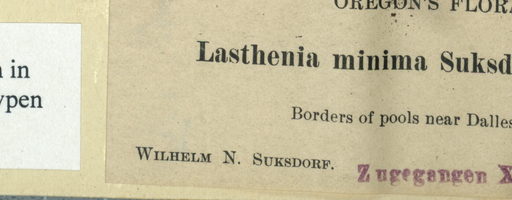 OREGON'S FLORA
n in
ypen
Lasthenia minima Suksd
Borders of pools near Dalles
WILHELM N. SUKSDORF.
Zugegangen X